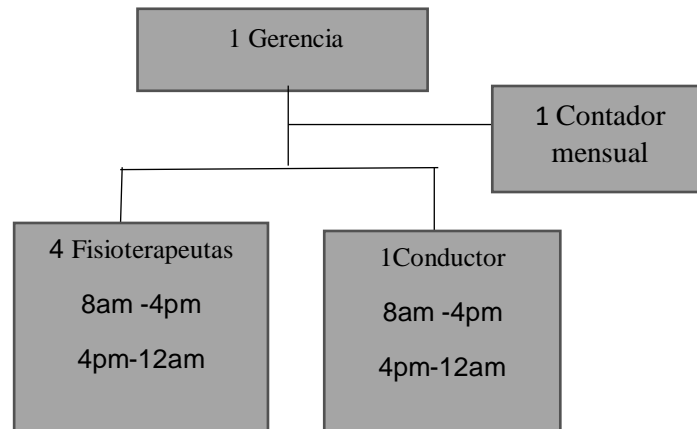 1 Gerencia
1 Contador
mensual
4 Fisioterapeutas
8am -4pm
4pm-12am
1Conductor
8am -4pm
4pm-12am